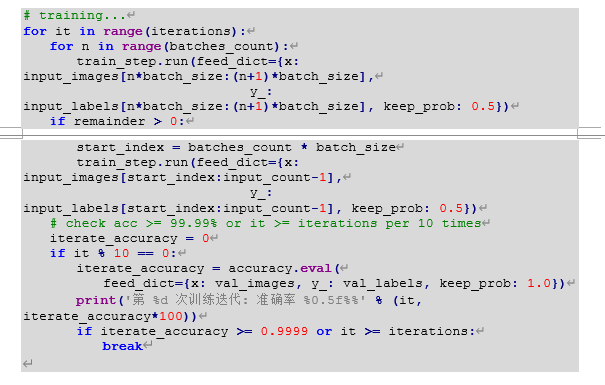 # training...
for it in range(iterations):
for n in range(batches_count):
train_step.run(feed_dict={x:
input_images[n*batch_size:(n+1)*batch_size],
y_:
input_labels[n*batch_size:(n+1)*batch_size], keep_prob: 0.5})
if remainder > 0:
start_index = batches_count * batch_size
train_step.run(feed_dict={x:
input_images[start_index:input_count-1],
y_:
input_labels[start_index:input_count-1], keep_prob: 0.5})
# check acc >= 99.99% or it >= iterations per 10 times
iterate_accuracy = 0
if it % 10 == 0:
iterate_accuracy = accuracy.eval(
feed_dict={x: val_images, y_: val_labels, keep_prob: 1.0})
print('第 %d 次训练迭代: 准确率 %0.5f%%' % (it,
iterate_accuracy*100))
if iterate_accuracy >= 0.9999 or it >= iterations:
break